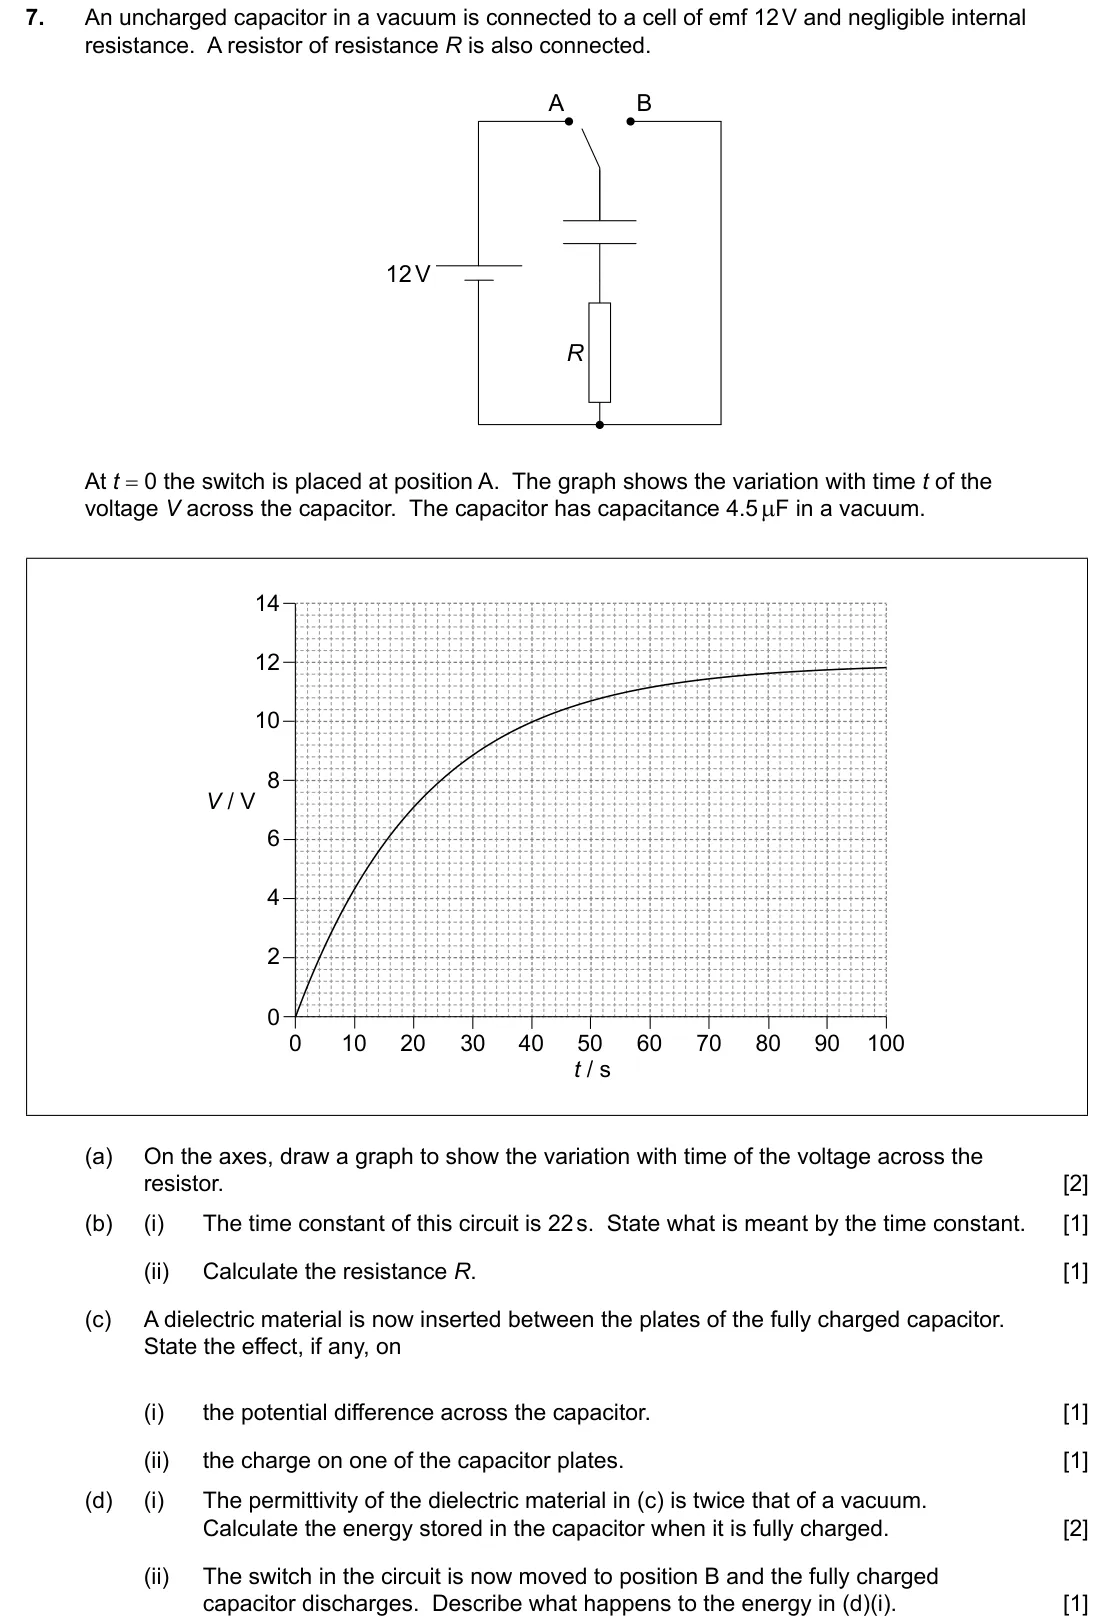 7. An uncharged capacitor in a vacuum is connected to a cell of emf 12 V and negligible internal
resistance. A resistor of resistance R is also connected.
A B
12 V
R
At t = 0 the switch is placed at position A. The graph shows the variation with time t of the
voltage V across the capacitor. The capacitor has capacitance 4.5 μF in a vacuum.
14
12
10
8
V / V
6
4
2
0
0 10 20 30 40 50 60 70 80 90 100
t / s
(a) On the axes, draw a graph to show the variation with time of the voltage across the
resistor. [2]
(b) (i) The time constant of this circuit is 22 s. State what is meant by the time constant. [1]
(ii) Calculate the resistance R. [1]
(c) A dielectric material is now inserted between the plates of the fully charged capacitor.
State the effect, if any, on
(i) the potential difference across the capacitor. [1]
(ii) the charge on one of the capacitor plates. [1]
(d) (i) The permittivity of the dielectric material in (c) is twice that of a vacuum.
Calculate the energy stored in the capacitor when it is fully charged. [2]
(ii) The switch in the circuit is now moved to position B and the fully charged
capacitor discharges. Describe what happens to the energy in (d)(i). [1]